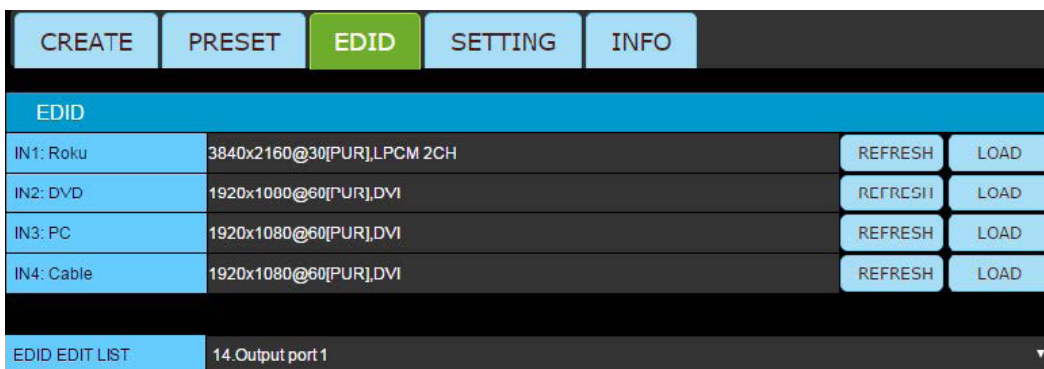 CREATE PRESET EDID SETTING INFO
EDID
IN1: Roku 3840x2160@30[PUR],LPCM 2CH REFRESH LOAD
IN2: DVD 1920x1080@60[PUR],DVI REFRESH LOAD
IN3: PC 1920x1080@60[PUR],DVI REFRESH LOAD
IN4: Cable 1920x1080@60[PUR],DVI REFRESH LOAD
EDID EDIT LIST 14.Output port 1